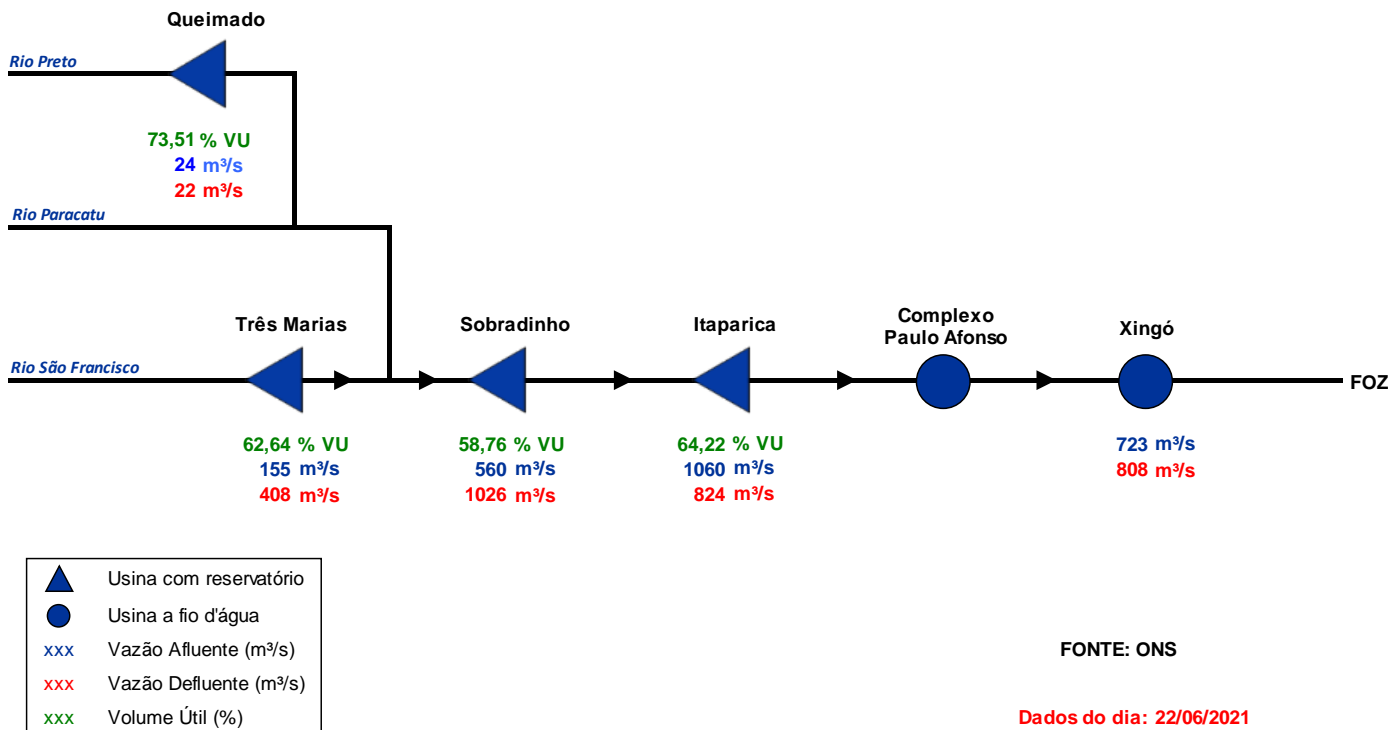 Queimado
Rio Preto
73,51 % VU
24 m³/s
22 m³/s
Rio Paracatu
Três Marias
Sobradinho
Itaparica
Complexo
Paulo Afonso
Xingó
Rio São Francisco
FOZ
62,64 % VU
155 m³/s
408 m³/s
58,76 % VU
560 m³/s
1026 m³/s
64,22 % VU
1060 m³/s
824 m³/s
723 m³/s
808 m³/s
Usina com reservatório
Usina a fio d'água
xxx Vazão Afluente (m³/s)
xxx Vazão Defluente (m³/s)
xxx Volume Útil (%)
FONTE: ONS
Dados do dia: 22/06/2021